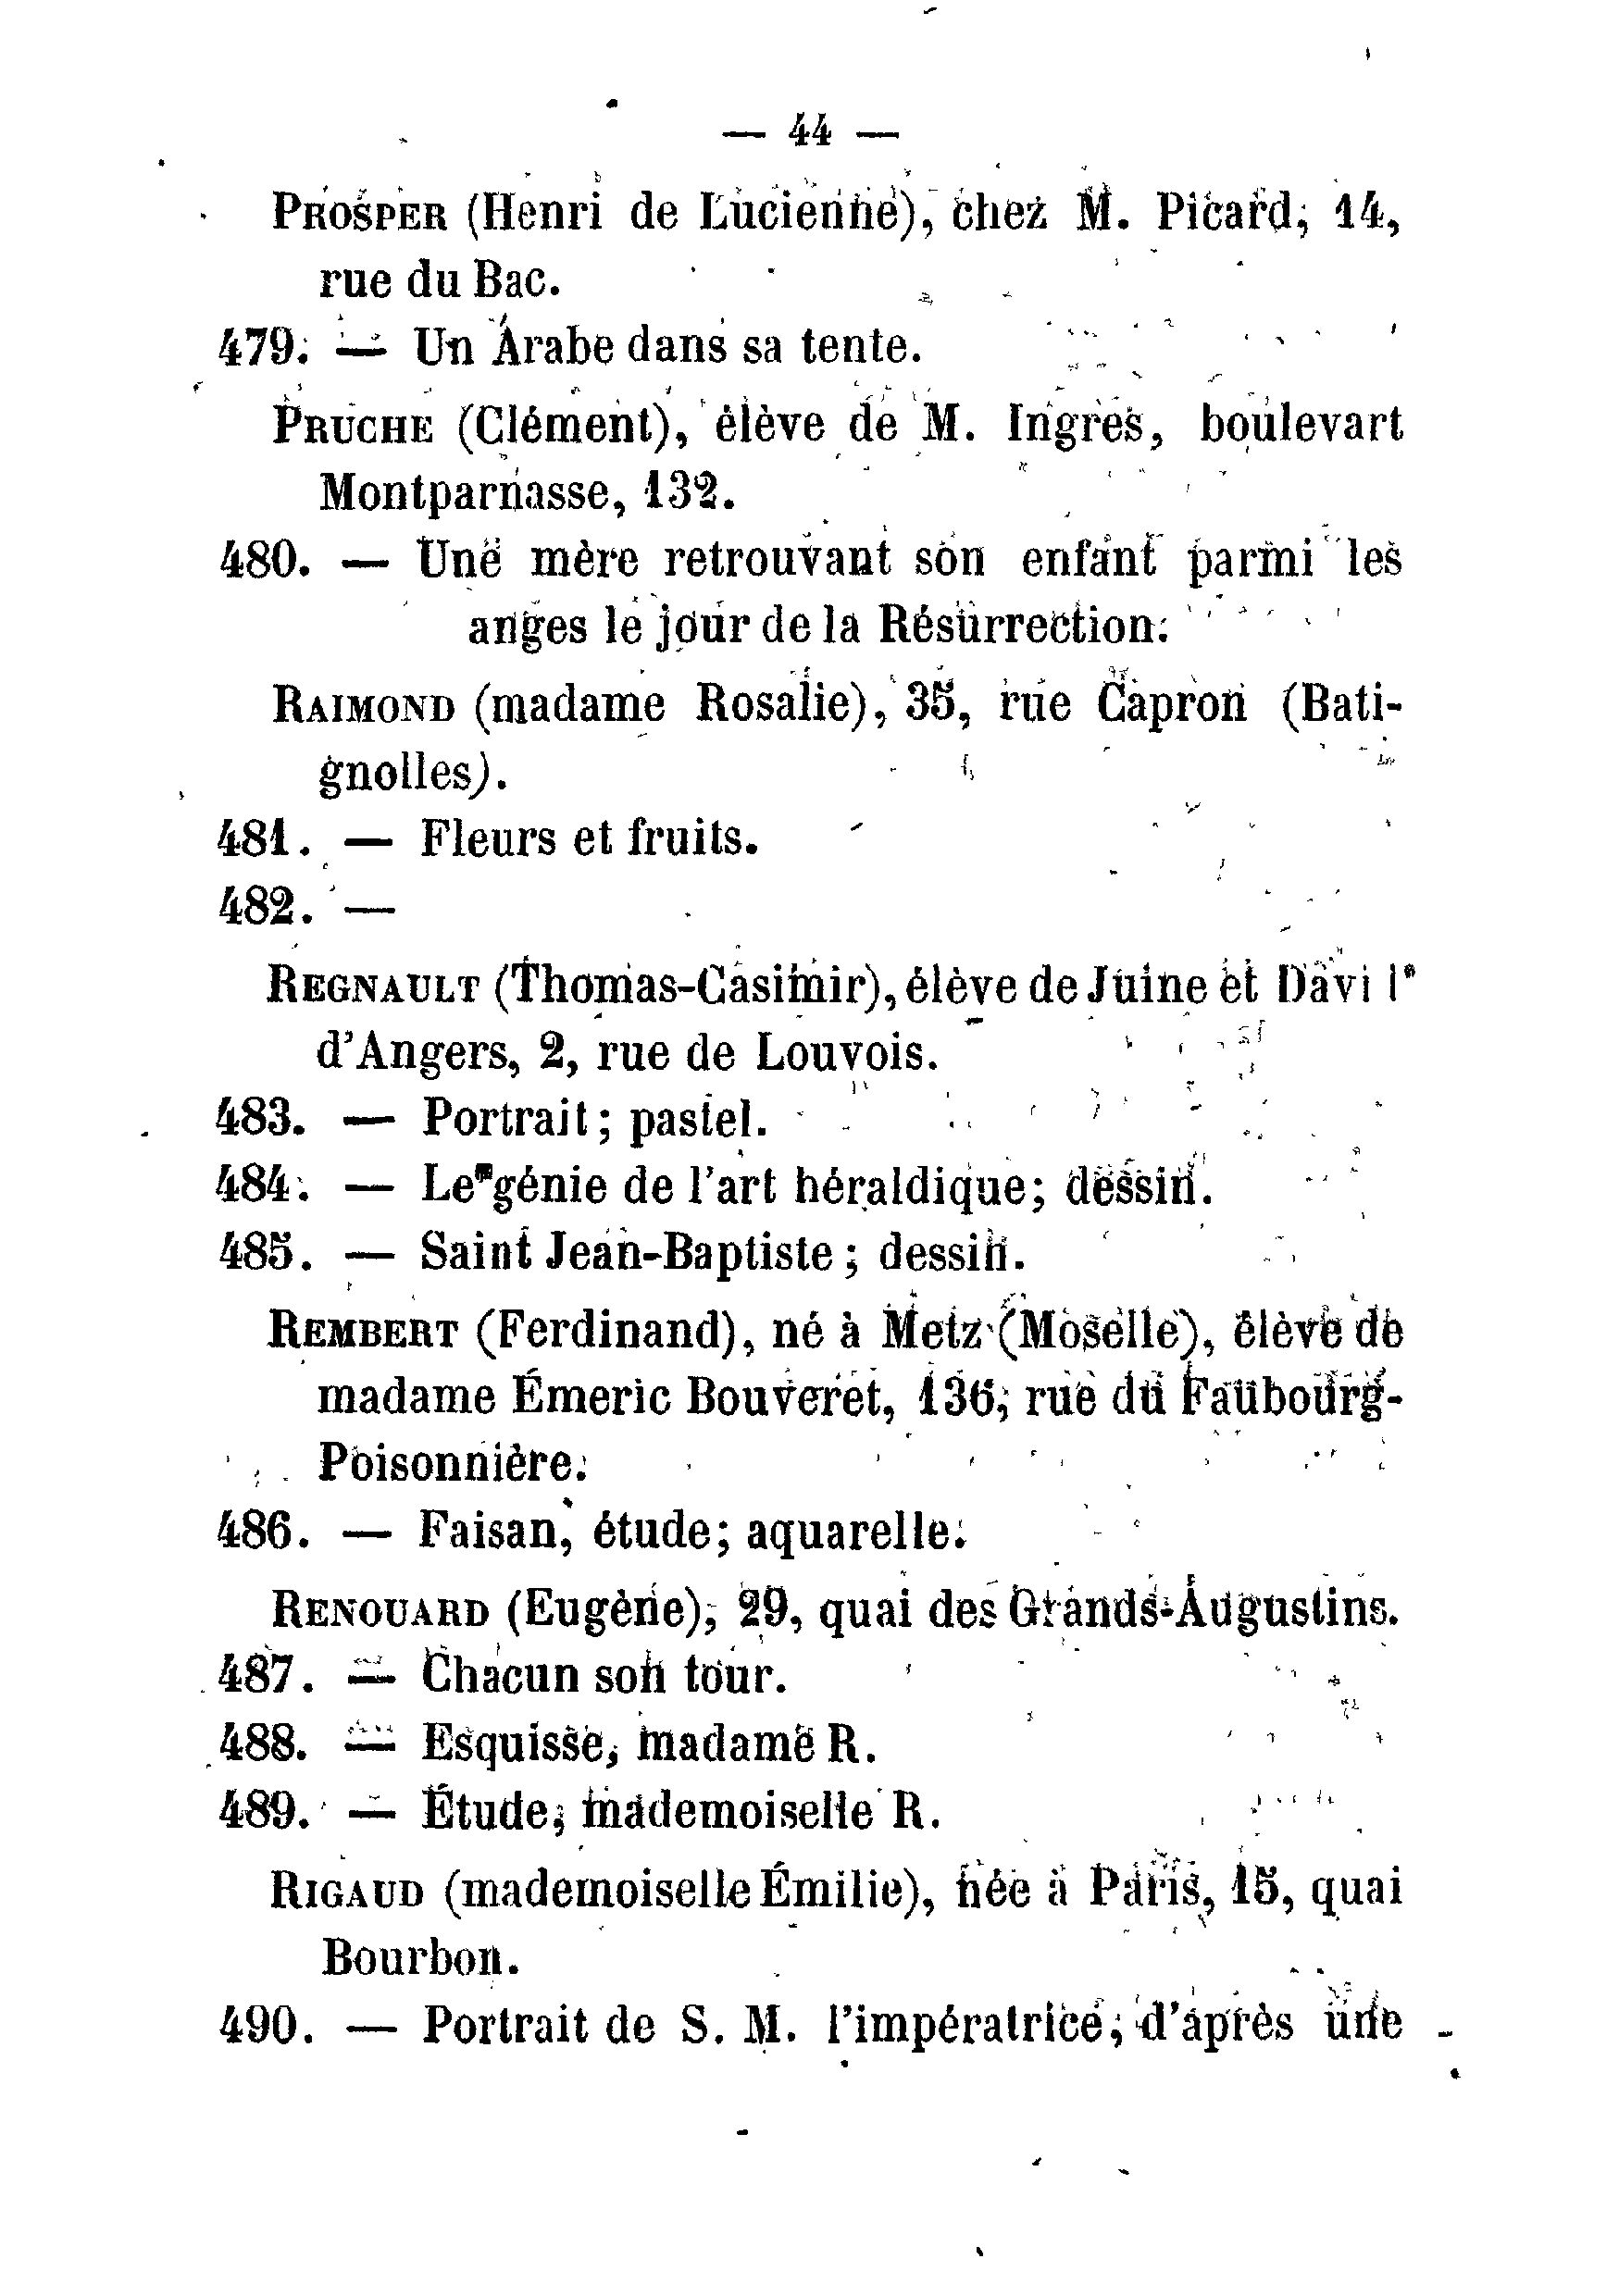 — 44 —
PROSPER (Henri de Lucienne), chez M. Picard, 14,
rue du Bac.
479. — Un Arabe dans sa tente.
PRUCHE (Clément), élève de M. Ingres, boulevart
Montparnasse, 132.
480. — Une mère retrouvant son enfant parmi les
anges le jour de la Résurrection.
RAIMOND (madame Rosalie), 35, rue Capron (Bati-
gnolles).
481. — Fleurs et fruits.
482. —
REGNAULT (Thomas-Casimir), élève de Juine et Davi l
d'Angers, 2, rue de Louvois.
483. — Portrait; pastel.
484. — Le génie de l'art héraldique; dessin.
485. — Saint Jean-Baptiste; dessin.
REMBERT (Ferdinand), né à Metz (Moselle), élève de
madame Émeric Bouveret, 136, rue du Faubourg-
Poisonnière.
486. — Faisan, étude; aquarelle.
RENOUARD (Eugène), 29, quai des Grands-Augustins.
487. — Chacun son tour.
488. — Esquisse, madame R.
489. — Étude, mademoiselle R.
RIGAUD (mademoiselle Émilie), née à Paris, 15, quai
Bourbon.
490. — Portrait de S. M. l'impératrice, d'après une